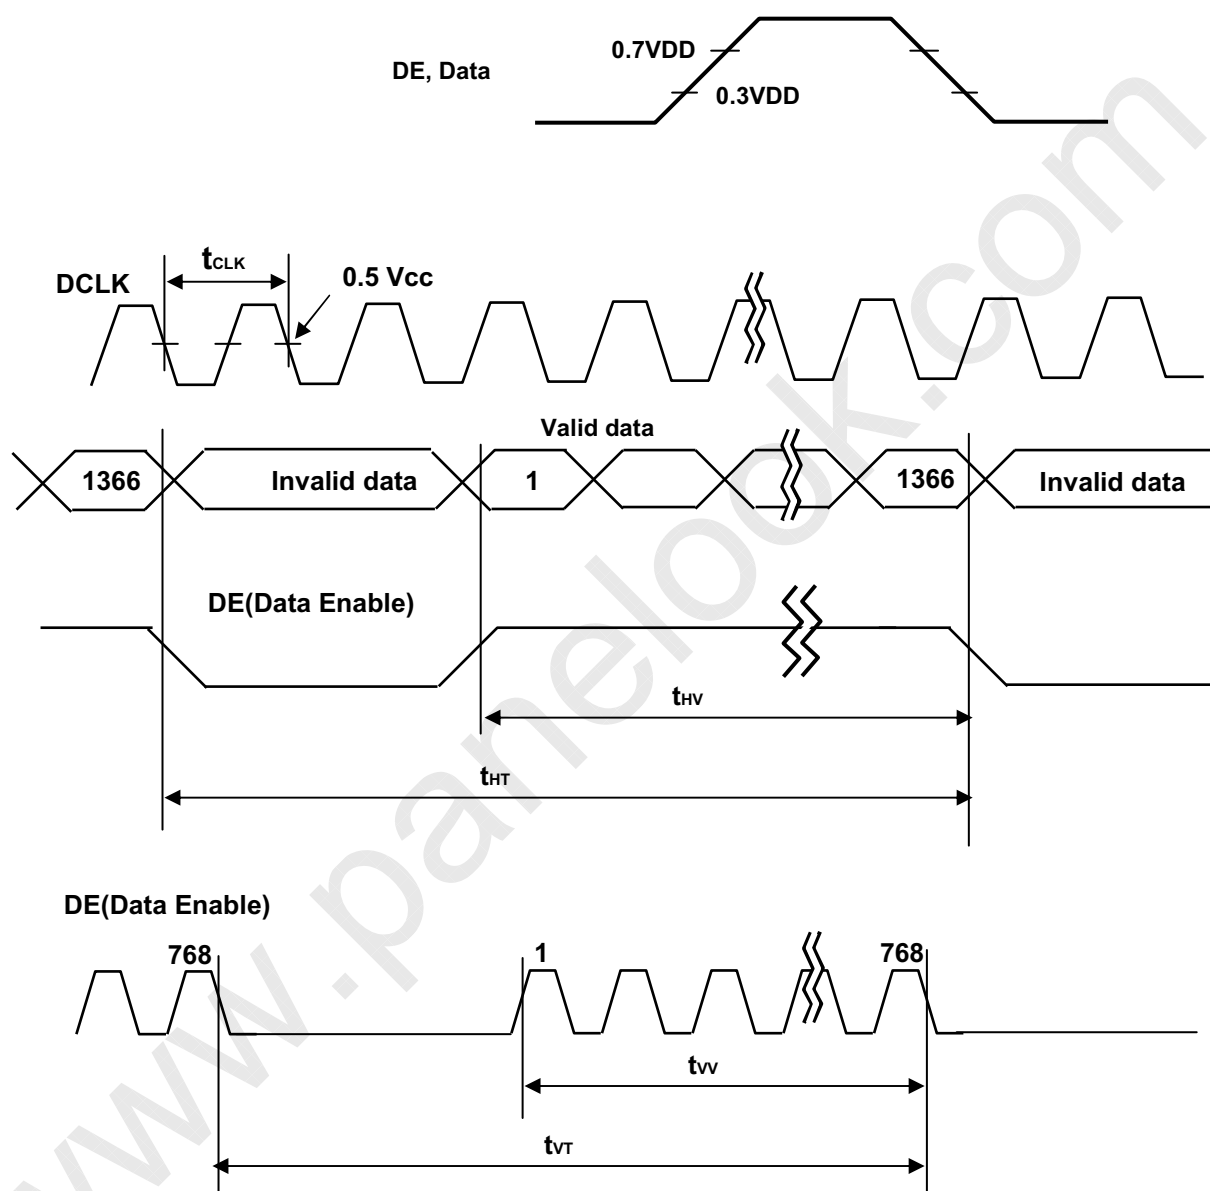 0.7VDD
DE, Data
0.3VDD
tCLK
0.5 Vcc
DCLK
Valid data
1366 Invalid data 1 1366 Invalid data
DE(Data Enable)
tHV
tHT
DE(Data Enable)
768 1 768
tVV
tVT
www.panelook.com